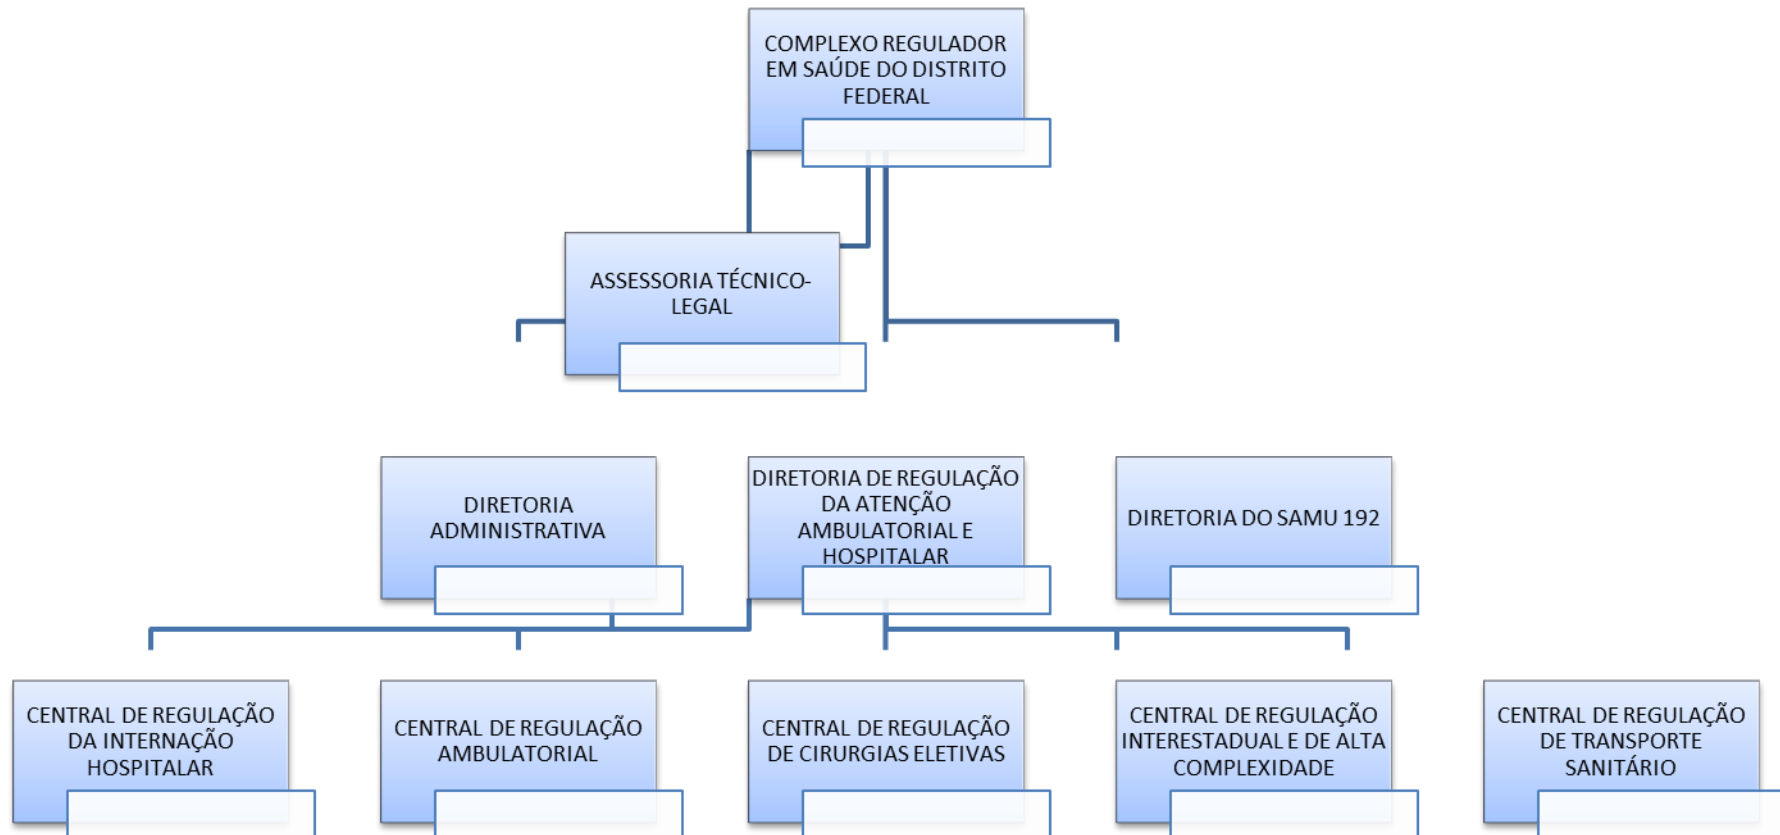 COMPLEXO REGULADOR
EM SAÚDE DO DISTRITO
FEDERAL
ASSESSORIA TÉCNICO-
LEGAL
DIRETORIA
ADMINISTRATIVA
DIRETORIA DE REGULAÇÃO
DA ATENÇÃO
AMBULATORIAL E
HOSPITALAR
DIRETORIA DO SAMU 192
CENTRAL DE REGULAÇÃO
DA INTERNAÇÃO
HOSPITALAR
CENTRAL DE REGULAÇÃO
AMBULATORIAL
CENTRAL DE REGULAÇÃO
DE CIRURGIAS ELETIVAS
CENTRAL DE REGULAÇÃO
INTERESTADUAL E DE ALTA
COMPLEXIDADE
CENTRAL DE REGULAÇÃO
DE TRANSPORTE
SANITÁRIO